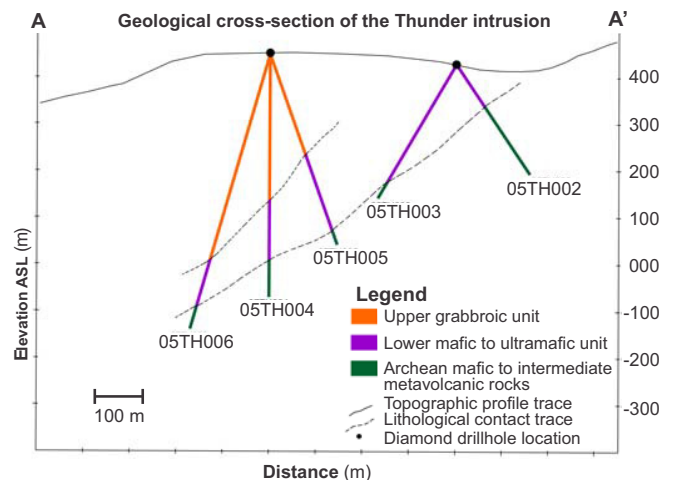 A
Geological cross-section of the Thunder intrusion
A'
400
300
200
100
000
-100
-200
-300
Elevation ASL (m)
05TH002
05TH003
05TH005
05TH004
05TH006
Legend
Upper grabbroic unit
Lower mafic to ultramafic unit
Archean mafic to intermediate
metavolcanic rocks
Topographic profile trace
Lithological contact trace
Diamond drillhole location
100 m
Distance (m)